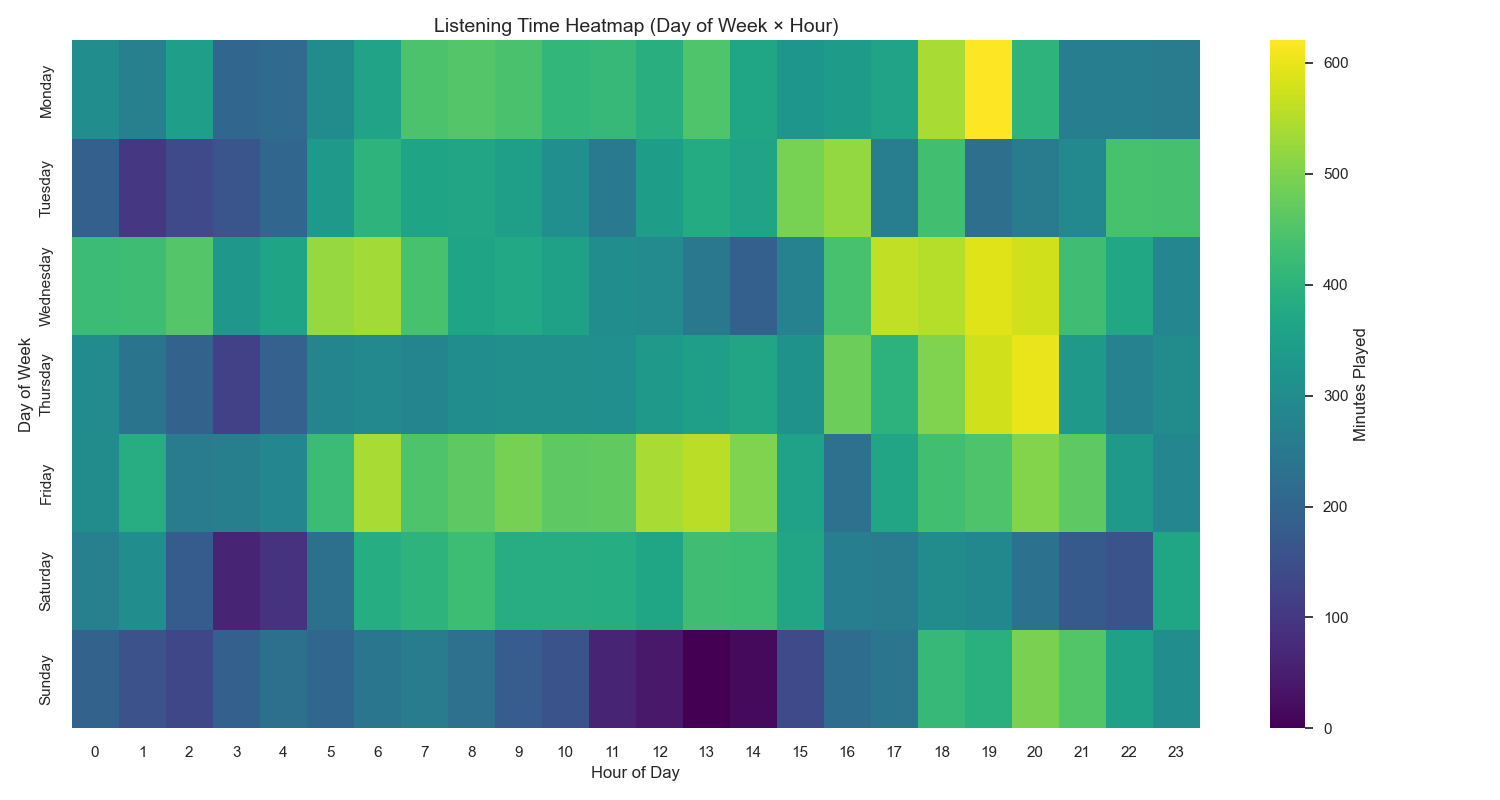 Listening Time Heatmap (Day of Week × Hour)
Day of Week
Monday
Tuesday
Wednesday
Thursday
Friday
Saturday
Sunday
0 1 2 3 4 5 6 7 8 9 10 11 12 13 14 15 16 17 18 19 20 21 22 23
Hour of Day
600
500
400
300
200
100
0
Minutes Played